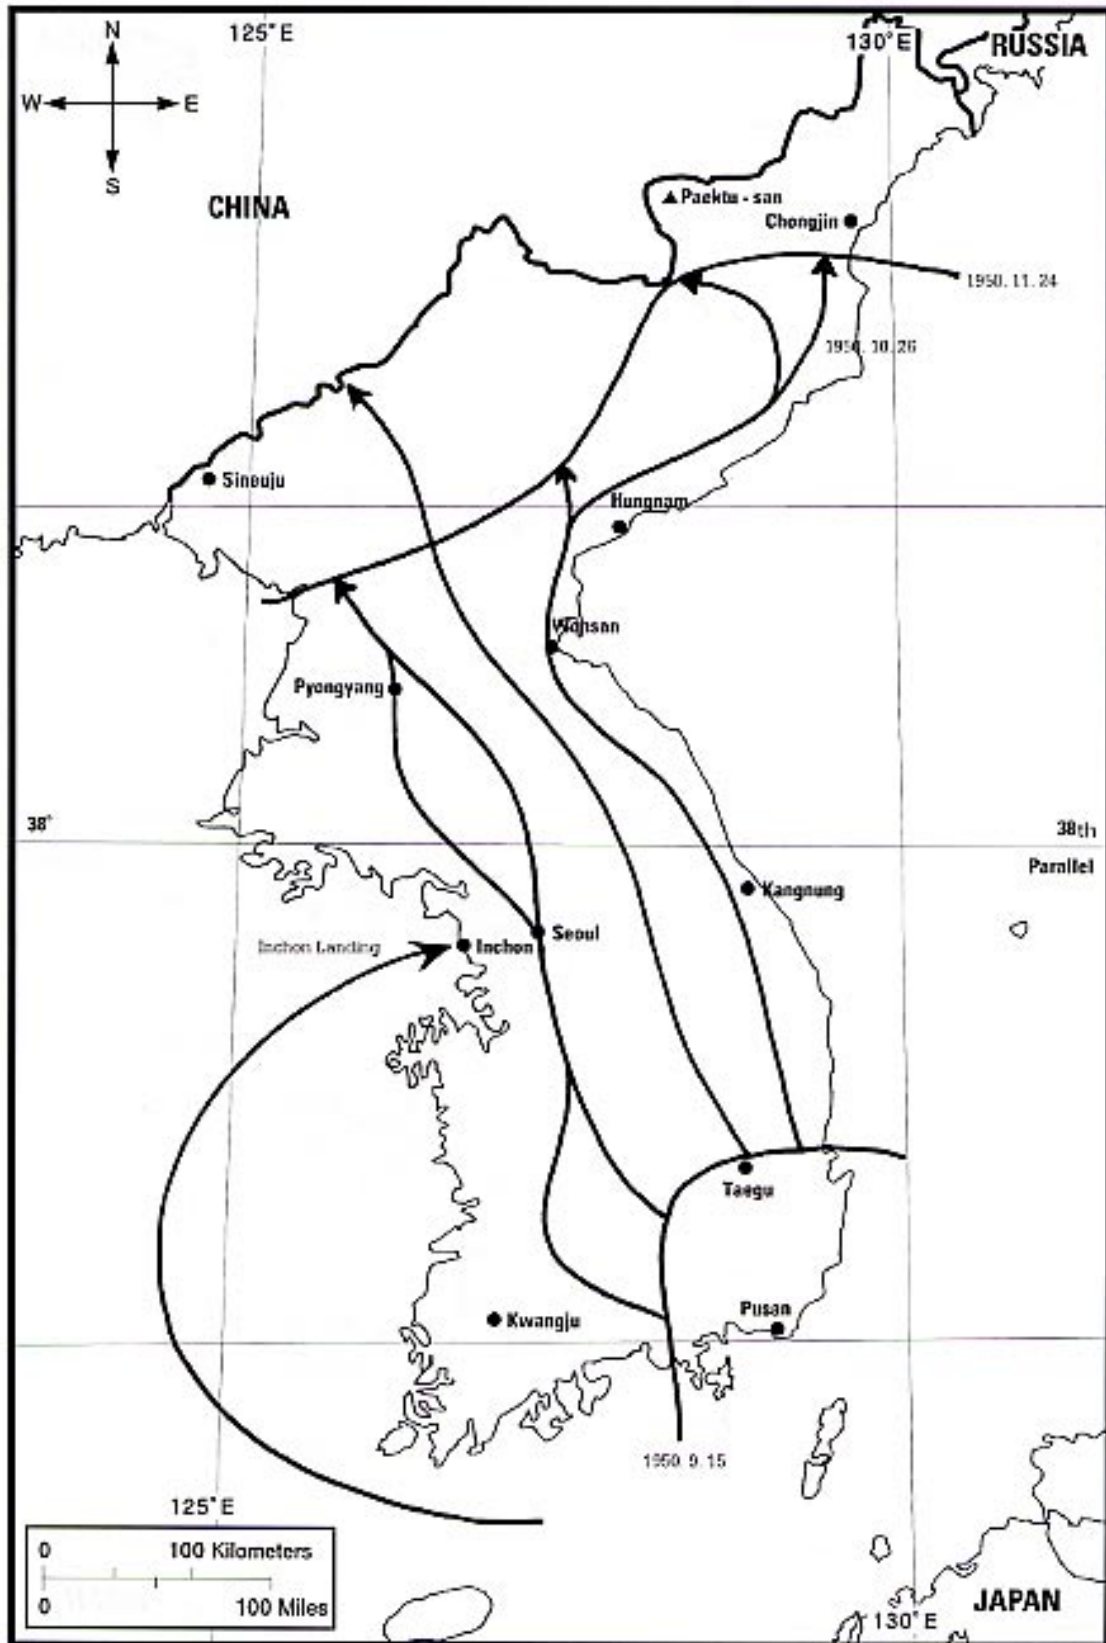 N
W E
S
125°E
130°E
RUSSIA
CHINA
Paektu-san
Chongjin
1950.11.24
1950.10.26
Sineuju
Hungnam
Wonsan
Pyongyang
38°
38th
Parallel
Kangnung
Inchon Landing
Inchon
Seoul
Taegu
Kwangju
Pusan
1950.9.15
125°E
0 100 Kilometers
0 100 Miles
JAPAN
130°E